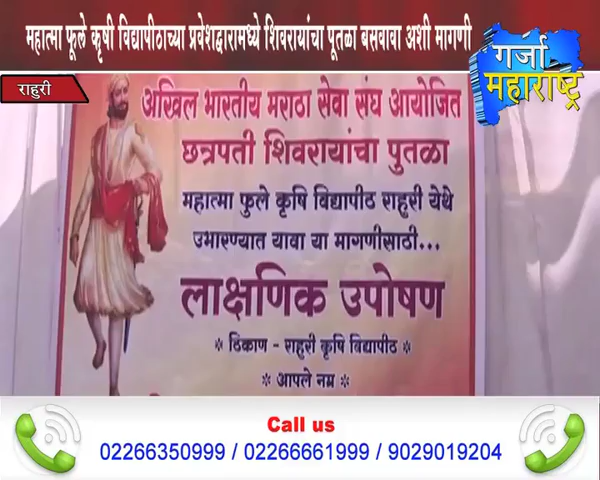 महात्मा फूले कृषी विद्यापीठाच्या प्रवेशद्वारामध्ये शिवरायांचा पूतळा बसवावा अशी मागणी
गर्जा
महाराष्ट्र
राहुरी
अखिल भारतीय मराठा सेवा संघ आयोजित
छत्रपती शिवरायांचा पुतळा
महात्मा फुले कृषि विद्यापीठ राहुरी येथे
उभारण्यात यावा या मागणीसाठी...
लाक्षणिक उपोषण
* ठिकाण - राहुरी कृषि विद्यापीठ *
* आपले नम्र *
Call us
02266350999 / 02266661999 / 9029019204